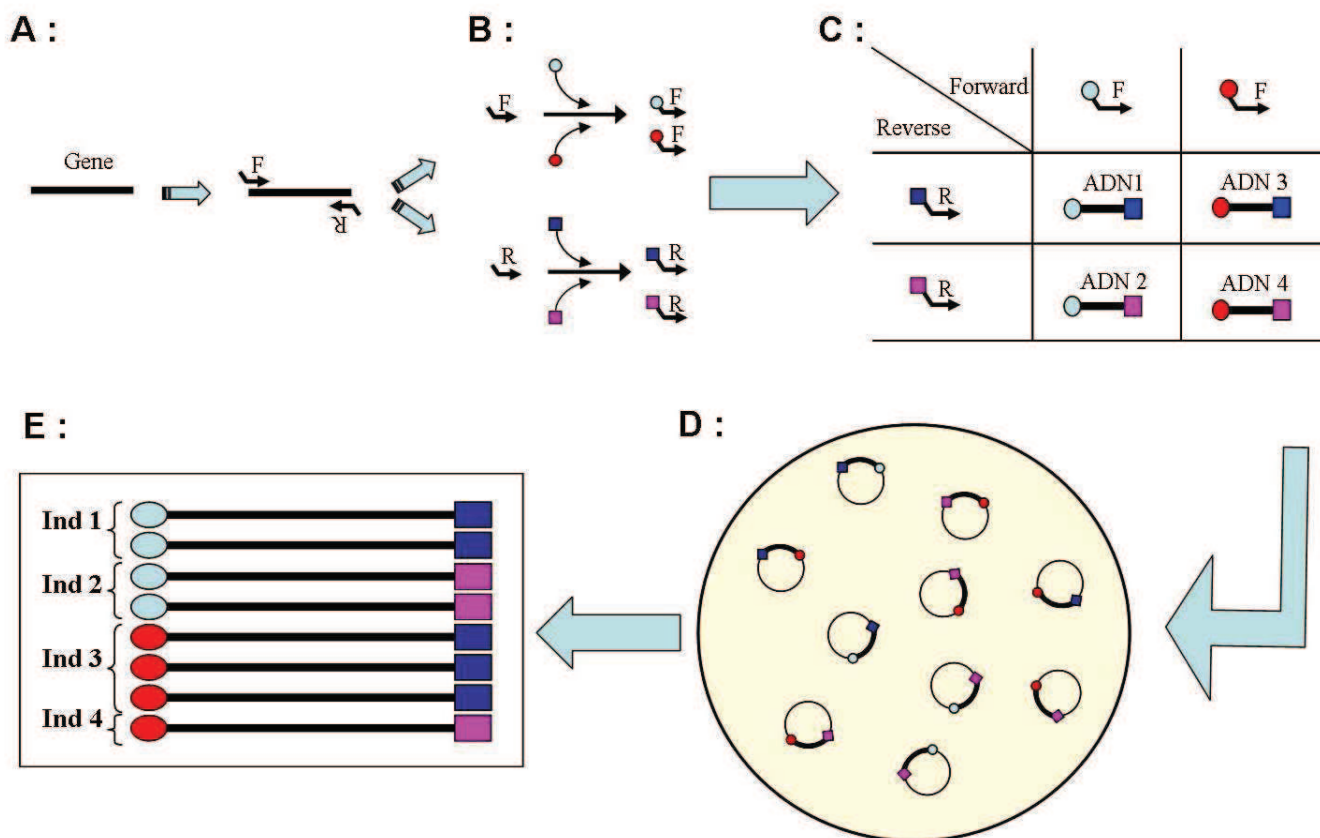 A :
Gene
F
R
B :
F
F
F
R
R
R
C :
Forward
Reverse
F
F
R
ADN1
ADN 3
R
ADN 2
ADN 4
E :
Ind 1
Ind 2
Ind 3
Ind 4
D :